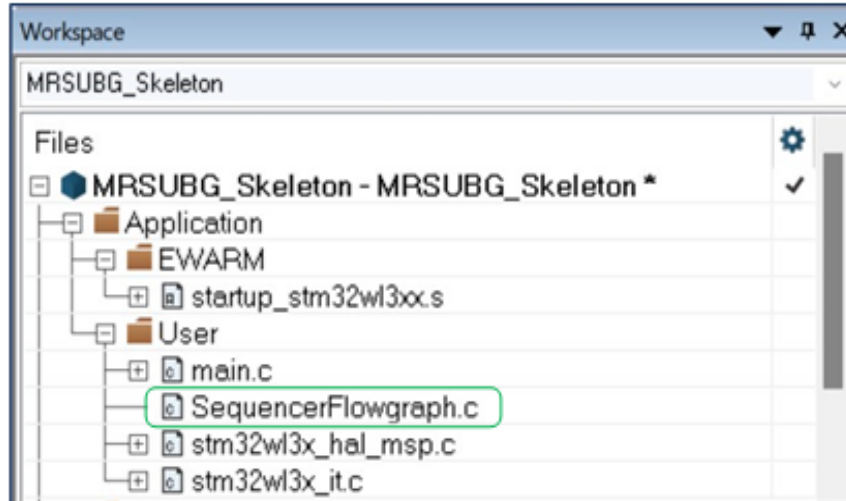 Workspace
MRSUBG_Skeleton
Files
MRSUBG_Skeleton - MRSUBG_Skeleton *
Application
EWARM
startup_stm32wl3xx.s
User
main.c
SequencerFlowgraph.c
stm32wl3x_hal_msp.c
stm32wl3x_it.c